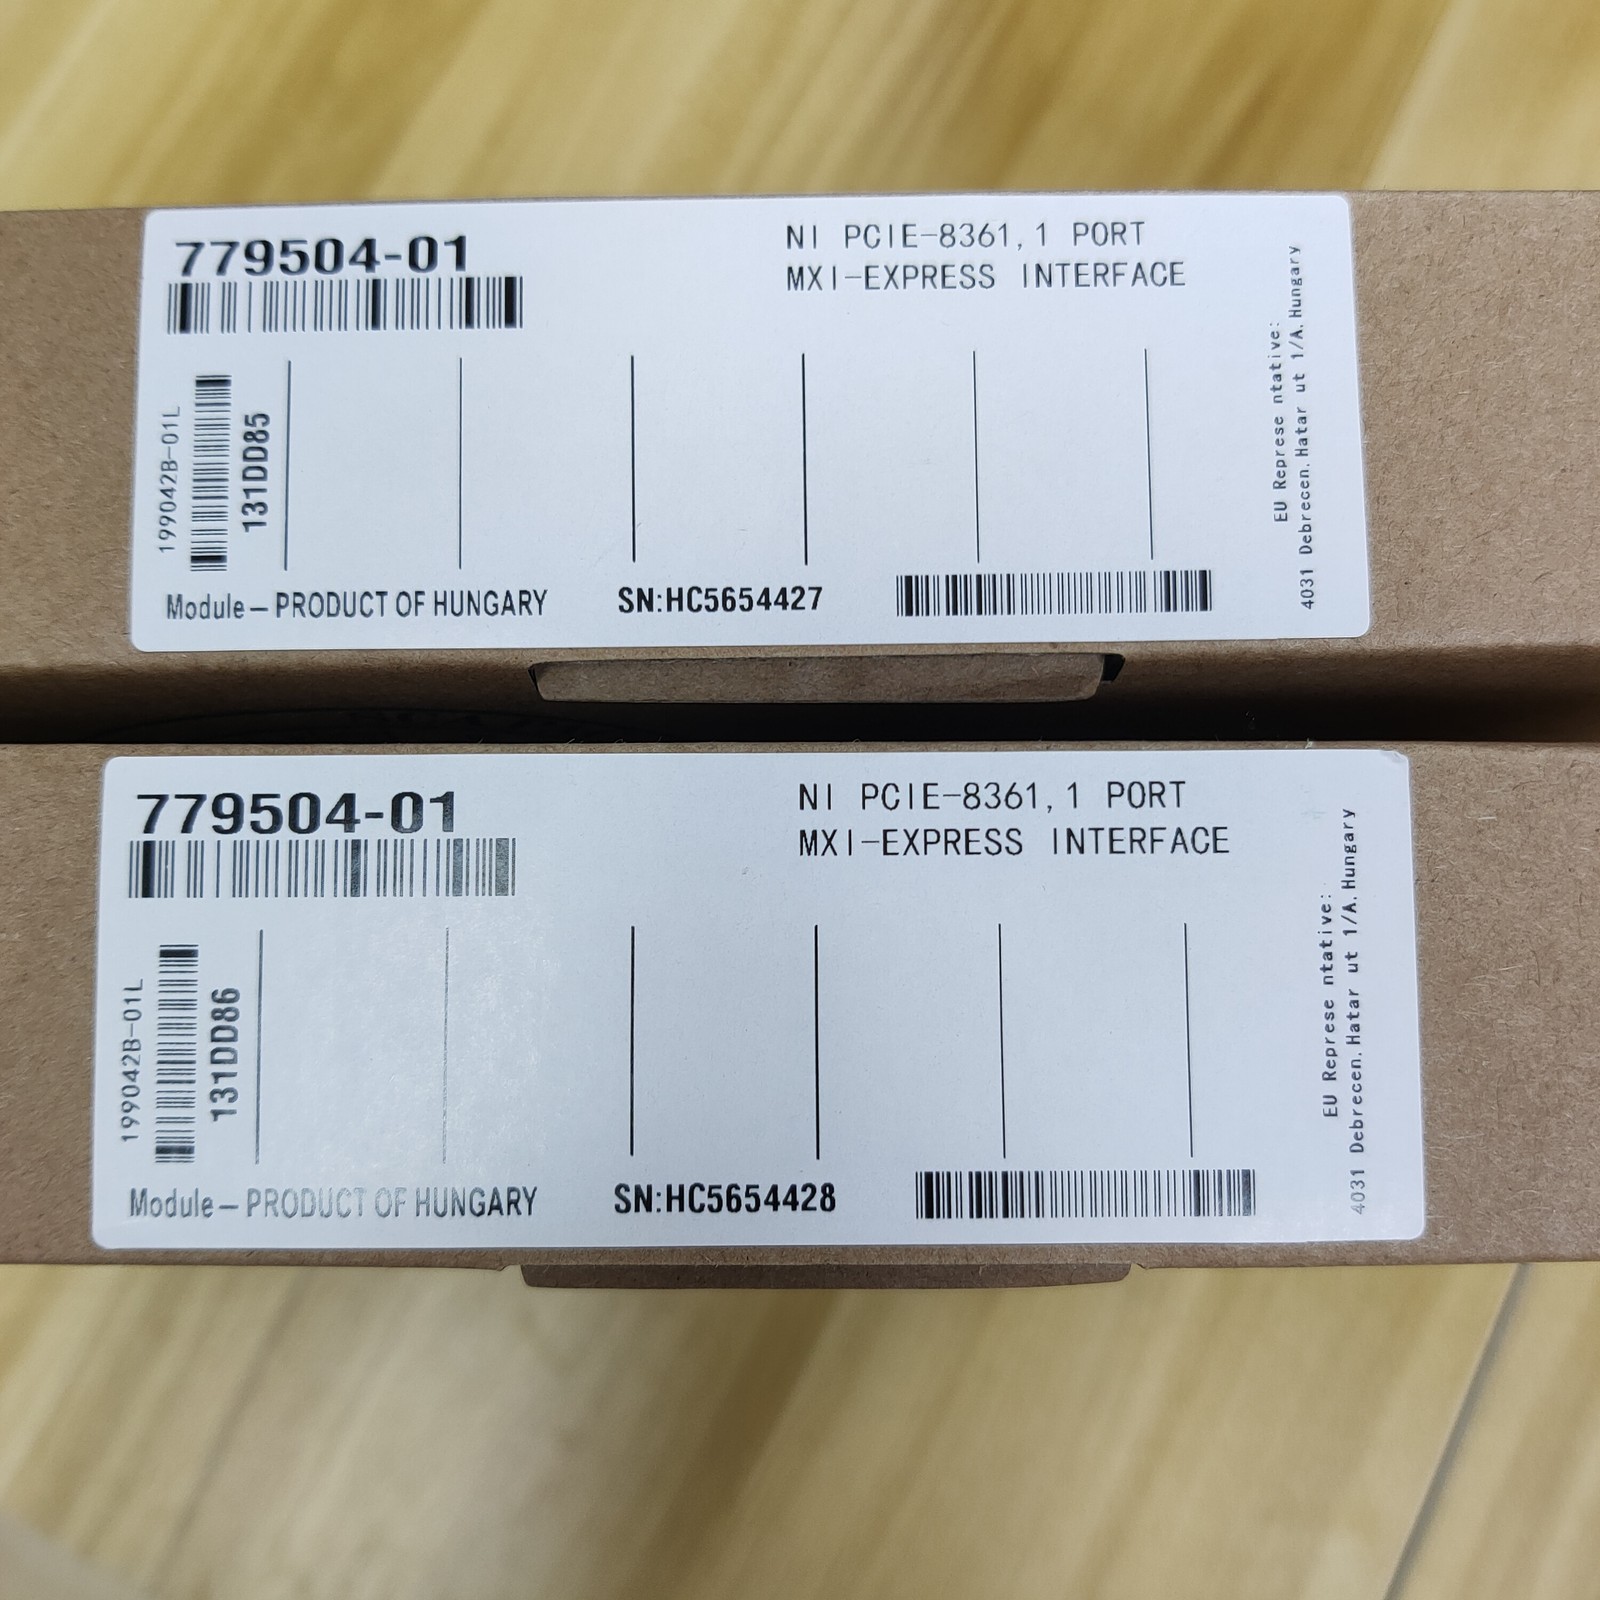 779504-01
NI PCIE-8361,1 PORT
MXI-EXPRESS INTERFACE
199042B-01L
131DD85
Module – PRODUCT OF HUNGARY
SN:HC5654427
EU Represe ntative:
4031 Debrecen.Hatar ut 1/A.Hungary
779504-01
NI PCIE-8361,1 PORT
MXI-EXPRESS INTERFACE
199042B-01L
131DD86
Module – PRODUCT OF HUNGARY
SN:HC5654428
EU Represe ntative:
4031 Debrecen.Hatar ut 1/A.Hungary